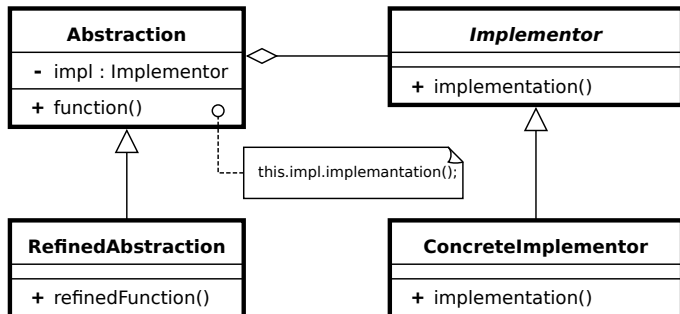 Abstraction
- impl : Implementor
+ function()
Implementor
+ implementation()
this.impl.implemantation();
RefinedAbstraction
+ refinedFunction()
ConcreteImplementor
+ implementation()